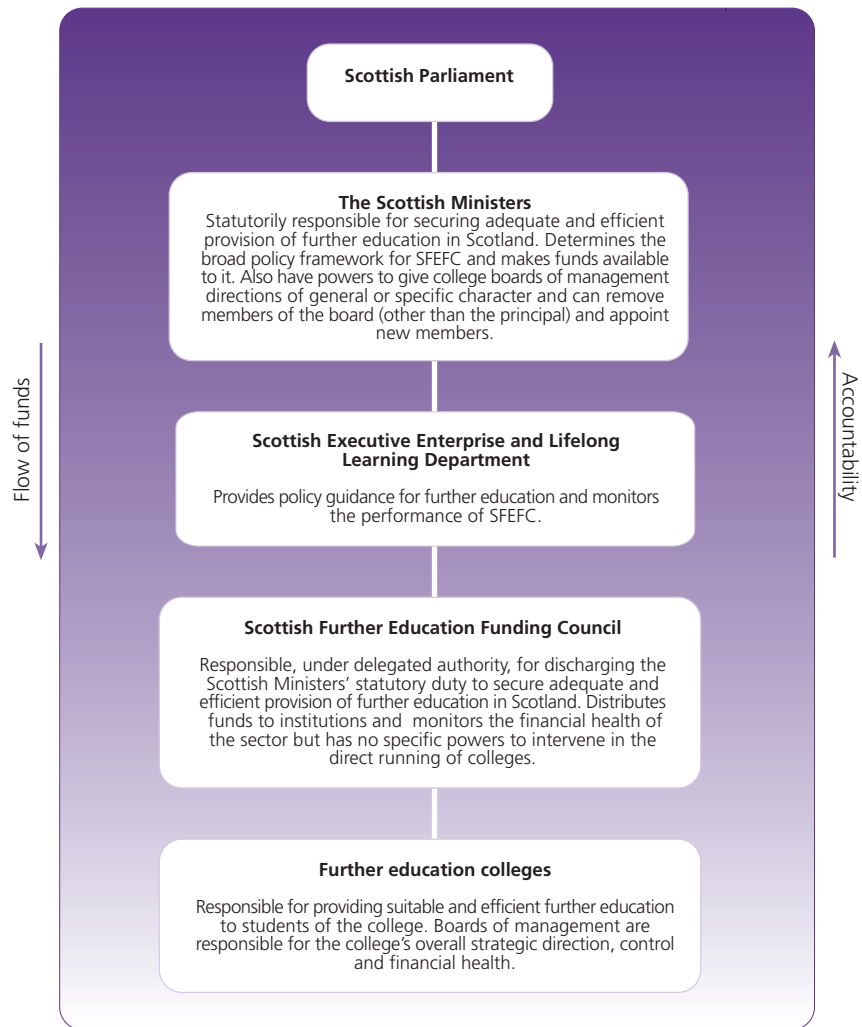 Scottish Parliament
The Scottish Ministers
Statutorily responsible for securing adequate and efficient
provision of further education in Scotland. Determines the
broad policy framework for SFEFC and makes funds available
to it. Also have powers to give college boards of management
directions of general or specific character and can remove
members of the board (other than the principal) and appoint
new members.
Flow of funds
Accountability
Scottish Executive Enterprise and Lifelong
Learning Department
Provides policy guidance for further education and monitors
the performance of SFEFC.
Scottish Further Education Funding Council
Responsible, under delegated authority, for discharging the
Scottish Ministers’ statutory duty to secure adequate and
efficient provision of further education in Scotland. Distributes
funds to institutions and monitors the financial health of
the sector but has no specific powers to intervene in the
direct running of colleges.
Further education colleges
Responsible for providing suitable and efficient further education
to students of the college. Boards of management are
responsible for the college’s overall strategic direction, control
and financial health.